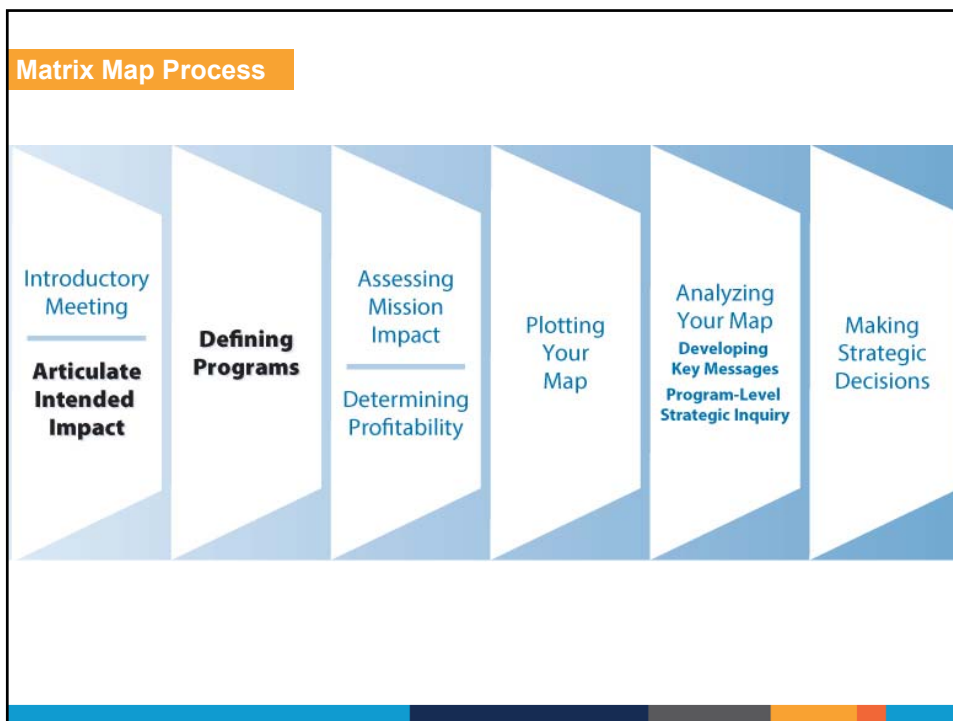 Matrix Map Process
Introductory
Meeting
Articulate
Intended
Impact
Defining
Programs
Assessing
Mission
Impact
Determining
Profitability
Plotting
Your
Map
Analyzing
Your Map
Developing
Key Messages
Program-Level
Strategic Inquiry
Making
Strategic
Decisions